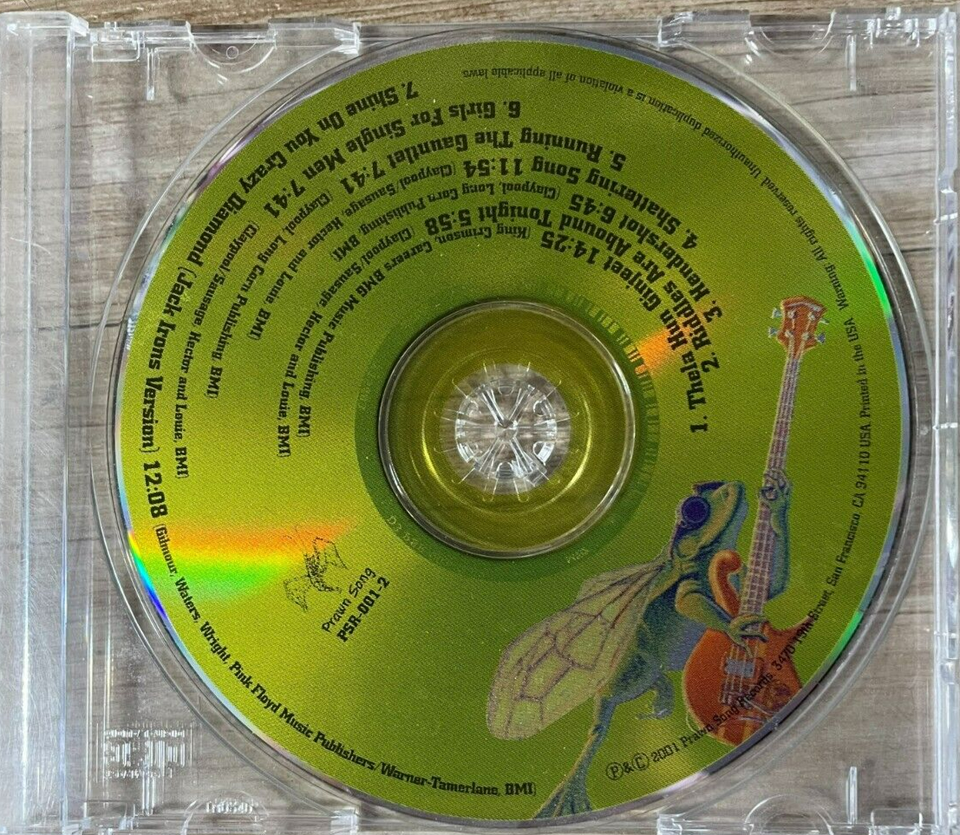 1. Thela Hun Ginjeet 14:25 (King Crimson, Careers BMG Music Publishing, BMI)
2. Riddles Are Abound Tonight 5:58 (Claypool/Sausage, Hector and Louie, BMI)
3. Hendershot 6:45 (Claypool, Long Corn Publishing, BMI)
4. Shattering Song 11:54 (Claypool/Sausage, Hector and Louie, BMI)
5. Running The Gauntlet 7:41 (Claypool, Long Corn Publishing, BMI)
6. Girls For Single Men 7:41 (Claypool/Sausage, Hector and Louie, BMI)
7. Shine On You Crazy Diamond (Jack Irons Version) 12:08 (Gilmour, Waters, Wright, Pink Floyd Music Publishers/Warner-Tamerlane, BMI)
Prawn Song
PSR-001-2
Ⓟ&Ⓒ 2001 Prawn Song Records 3470 19th Street, San Francisco CA 94110 USA. Printed in the USA. Warning All rights reserved. Unauthorized duplication is a violation of all applicable laws